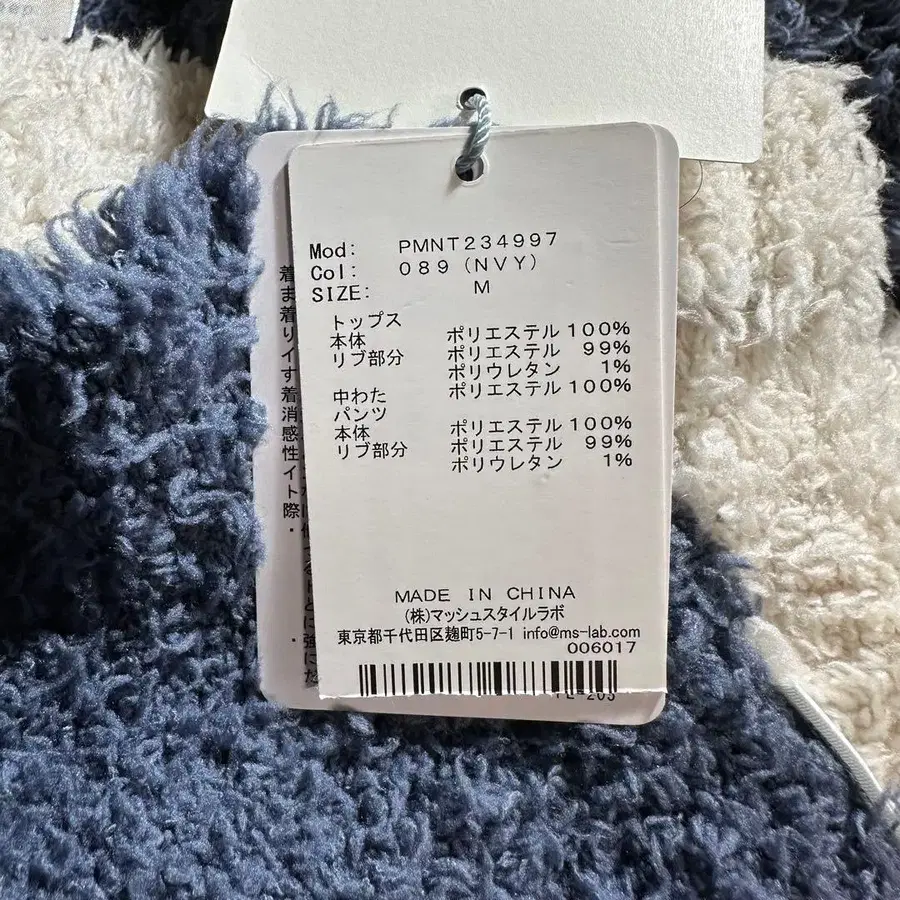 Mod: PMNT234997
Col: 089 (NVY)
SIZE: M
トップス
本体 ポリエステル 100%
リブ部分 ポリエステル 99%
ポリウレタン 1%
中わた ポリエステル 100%
パンツ
本体 ポリエステル 100%
リブ部分 ポリエステル 99%
ポリウレタン 1%
MADE IN CHINA
(株)マッシュスタイルラボ
東京都千代田区麹町5-7-1 info@ms-lab.com
006017